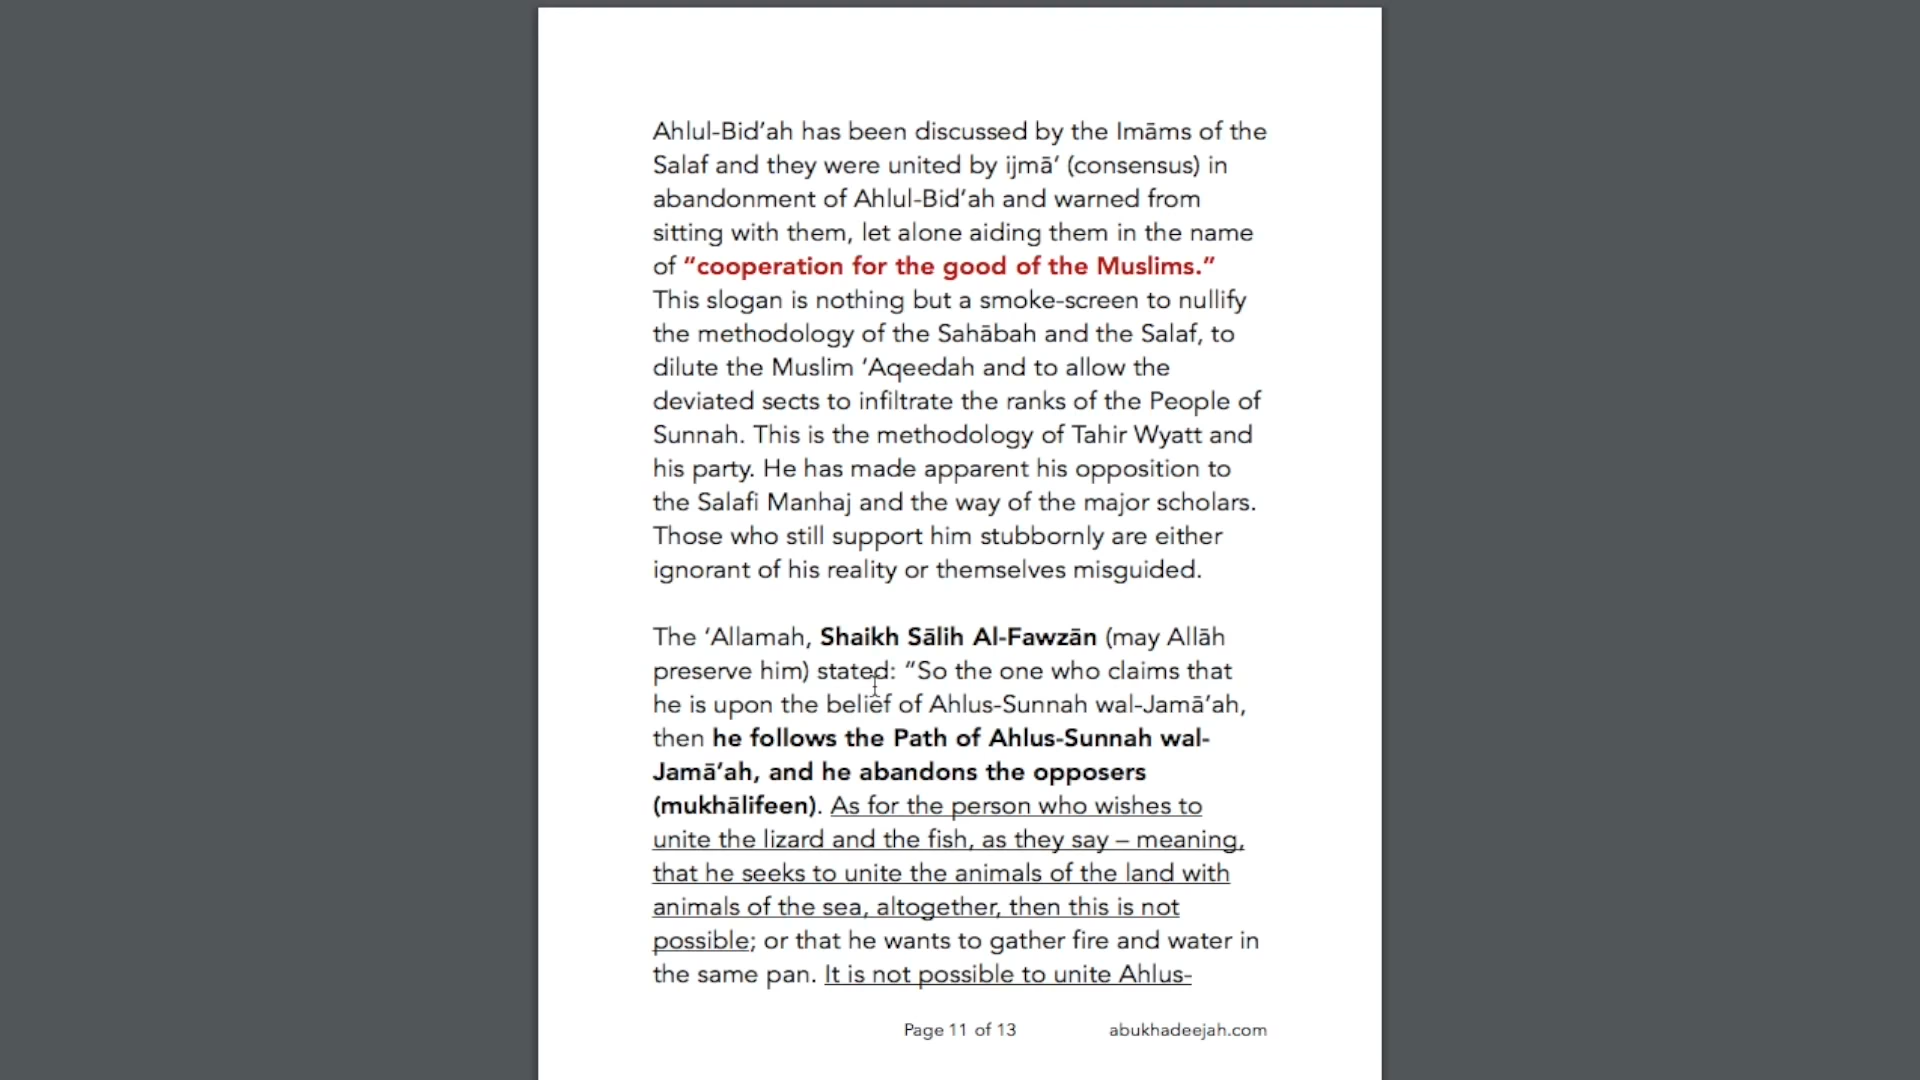 Ahlul-Bid’ah has been discussed by the Imāms of the
Salaf and they were united by ijmā’ (consensus) in
abandonment of Ahlul-Bid’ah and warned from
sitting with them, let alone aiding them in the name
of “cooperation for the good of the Muslims.”
This slogan is nothing but a smoke-screen to nullify
the methodology of the Sahābah and the Salaf, to
dilute the Muslim ‘Aqeedah and to allow the
deviated sects to infiltrate the ranks of the People of
Sunnah. This is the methodology of Tahir Wyatt and
his party. He has made apparent his opposition to
the Salafi Manhaj and the way of the major scholars.
Those who still support him stubbornly are either
ignorant of his reality or themselves misguided.
The ‘Allamah, Shaikh Sālih Al-Fawzān (may Allāh
preserve him) stated: “So the one who claims that
he is upon the belief of Ahlus-Sunnah wal-Jamā’ah,
then he follows the Path of Ahlus-Sunnah wal-
Jamā’ah, and he abandons the opposers
(mukhālifeen). As for the person who wishes to
unite the lizard and the fish, as they say – meaning,
that he seeks to unite the animals of the land with
animals of the sea, altogether, then this is not
possible; or that he wants to gather fire and water in
the same pan. It is not possible to unite Ahlus-
Page 11 of 13 abukhadeejah.com